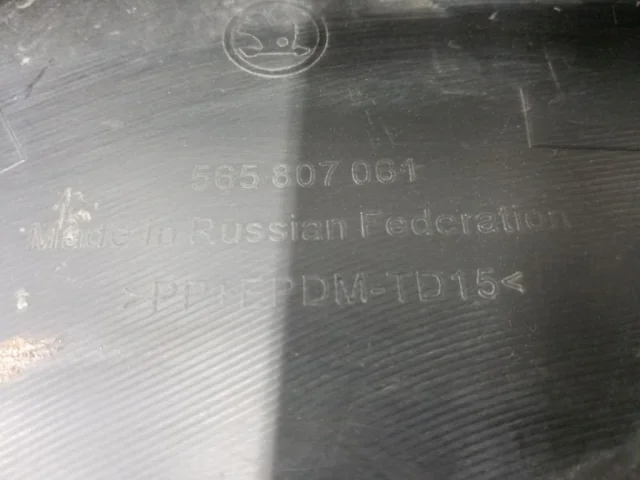 565 807 061
Made in Russian Federation
>PP+EPDM-TD15<